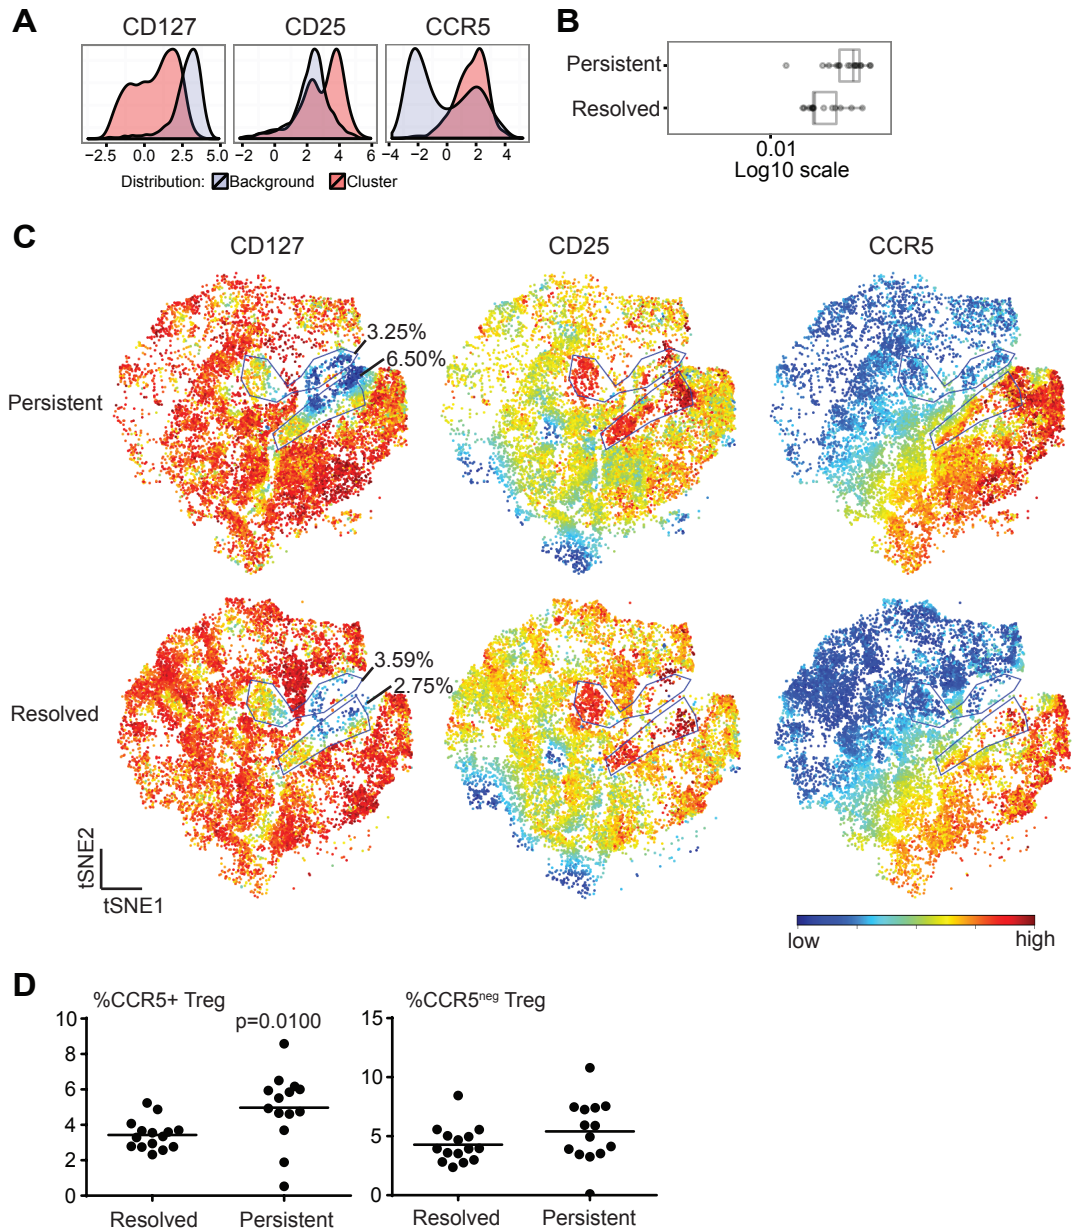 A
CD127
CD25
CCR5
−2.5 0.0 2.5 5.0
−2 0 2 4 6
−4 0 2 4
Distribution: Background Cluster
B
Persistent
Resolved
0.01
Log10 scale
C
CD127
CD25
CCR5
3.25%
6.50%
Persistent
3.59%
2.75%
Resolved
tSNE2
tSNE1
low
high
D
%CCR5+ Treg
p=0.0100
10
8
6
4
2
0
Resolved
Persistent
%CCR5neg Treg
15
10
5
0
Resolved
Persistent